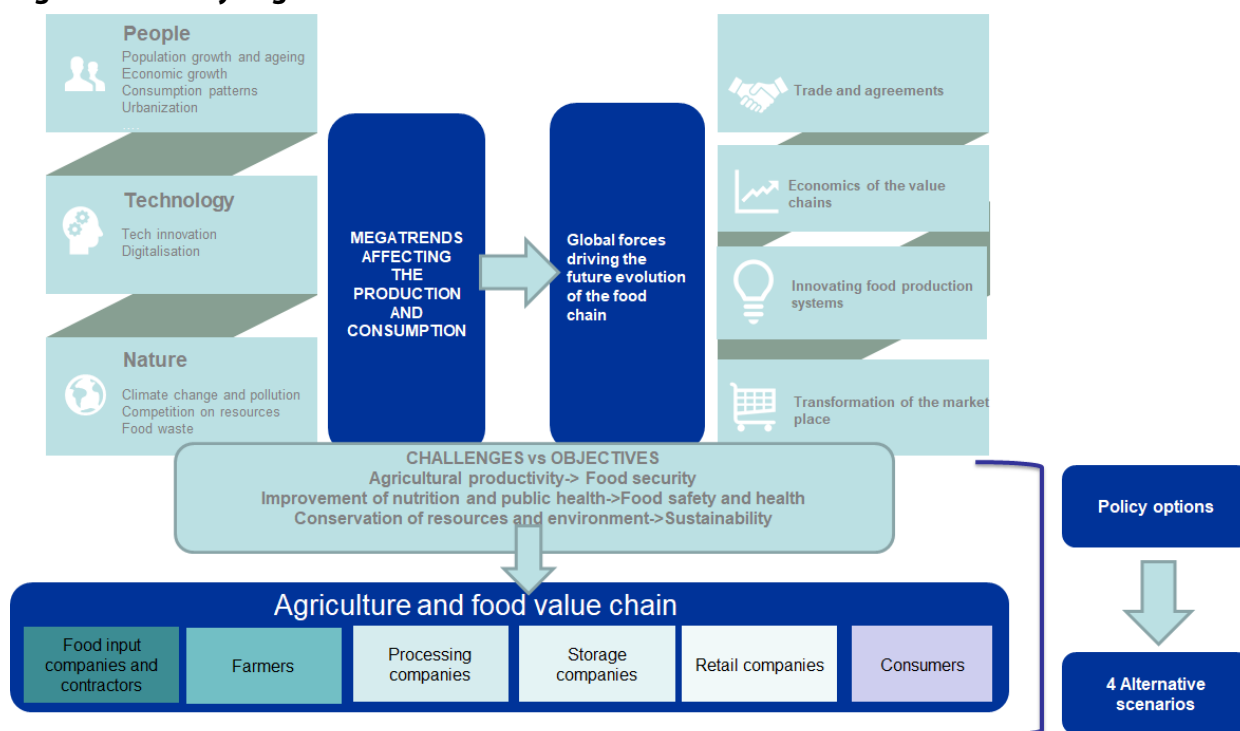 People
Population growth and ageing
Economic growth
Consumption patterns
Urbanization
....
Technology
Tech innovation
Digitalisation
Nature
Climate change and pollution
Competition on resources
Food waste
MEGATRENDS
AFFECTING
THE
PRODUCTION
AND
CONSUMPTION
Global forces
driving the
future evolution
of the food
chain
Trade and agreements
Economics of the value
chains
Innovating food production
systems
Transformation of the market
place
CHALLENGES vs OBJECTIVES
Agricultural productivity-> Food security
Improvement of nutrition and public health->Food safety and health
Conservation of resources and environment->Sustainability
Agriculture and food value chain
Food input
companies and
contractors
Farmers
Processing
companies
Storage
companies
Retail companies
Consumers
Policy options
4 Alternative
scenarios